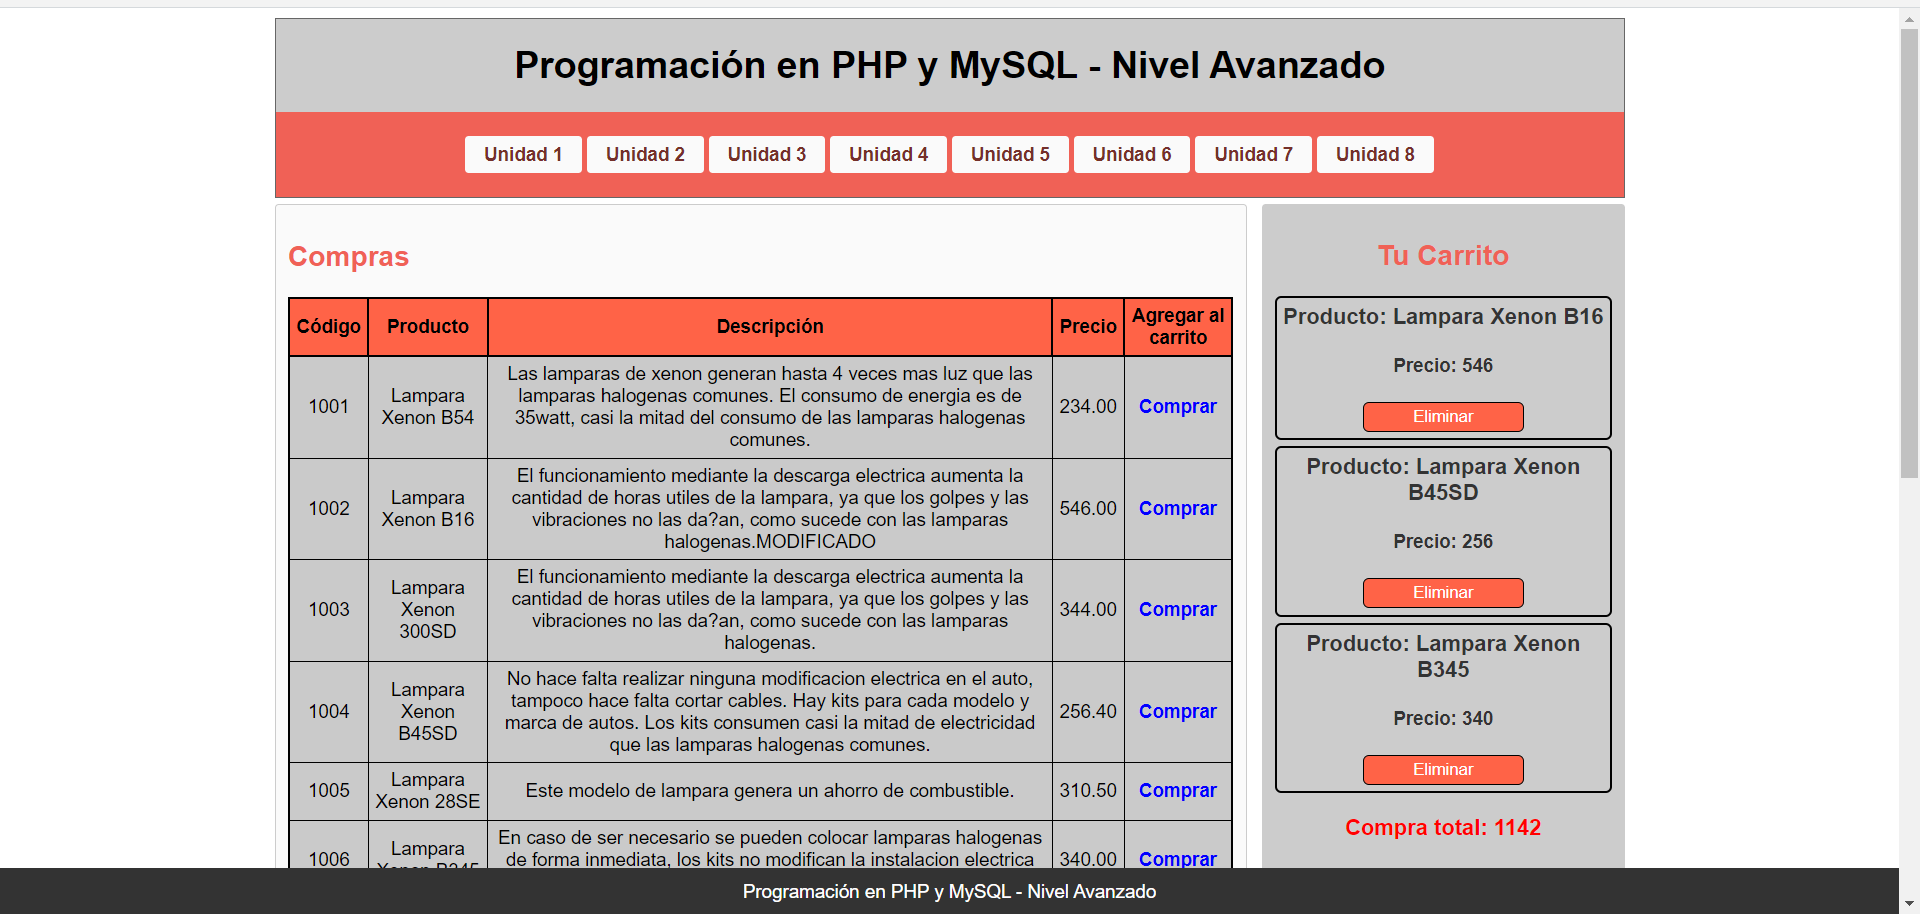 Programación en PHP y MySQL - Nivel Avanzado
Unidad 1 Unidad 2 Unidad 3 Unidad 4 Unidad 5 Unidad 6 Unidad 7 Unidad 8
Compras
Código Producto Descripción Precio Agregar al
carrito
1001
Lampara
Xenon B54
Las lamparas de xenon generan hasta 4 veces mas luz que las
lamparas halogenas comunes. El consumo de energia es de
35watt, casi la mitad del consumo de las lamparas halogenas
comunes.
234.00
Comprar
1002
Lampara
Xenon B16
El funcionamiento mediante la descarga electrica aumenta la
cantidad de horas utiles de la lampara, ya que los golpes y las
vibraciones no las da?an, como sucede con las lamparas
halogenas.MODIFICADO
546.00
Comprar
1003
Lampara
Xenon
300SD
El funcionamiento mediante la descarga electrica aumenta la
cantidad de horas utiles de la lampara, ya que los golpes y las
vibraciones no las da?an, como sucede con las lamparas
halogenas.
344.00
Comprar
1004
Lampara
Xenon
B45SD
No hace falta realizar ninguna modificacion electrica en el auto,
tampoco hace falta cortar cables. Hay kits para cada modelo y
marca de autos. Los kits consumen casi la mitad de electricidad
que las lamparas halogenas comunes.
256.40
Comprar
1005
Lampara
Xenon 28SE
Este modelo de lampara genera un ahorro de combustible.
310.50
Comprar
1006
Lampara
Xenon B345
En caso de ser necesario se pueden colocar lamparas halogenas
de forma inmediata, los kits no modifican la instalacion electrica
340.00
Comprar
Tu Carrito
Producto: Lampara Xenon B16
Precio: 546
Eliminar
Producto: Lampara Xenon
B45SD
Precio: 256
Eliminar
Producto: Lampara Xenon
B345
Precio: 340
Eliminar
Compra total: 1142
Programación en PHP y MySQL - Nivel Avanzado